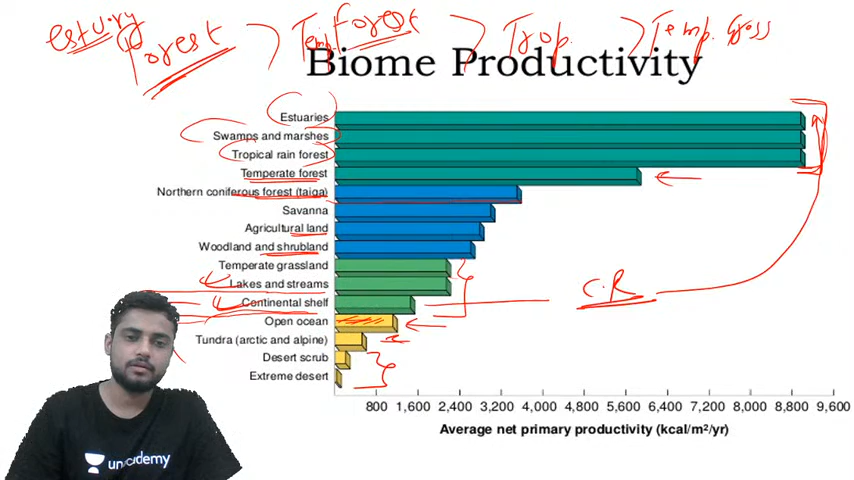 estuary
Forest > Temp. Forest > Trop. > Temp. Grass
Biome Productivity
Estuaries
Swamps and marshes
Tropical rain forest
Temperate forest
Northern coniferous forest (taiga)
Savanna
Agricultural land
Woodland and shrubland
Temperate grassland
Lakes and streams
Continental shelf
C.R
Open ocean
Tundra (arctic and alpine)
Desert scrub
Extreme desert
800 1,600 2,400 3,200 4,000 4,800 5,600 6,400 7,200 8,000 8,800 9,600
Average net primary productivity (kcal/m²/yr)
unacademy